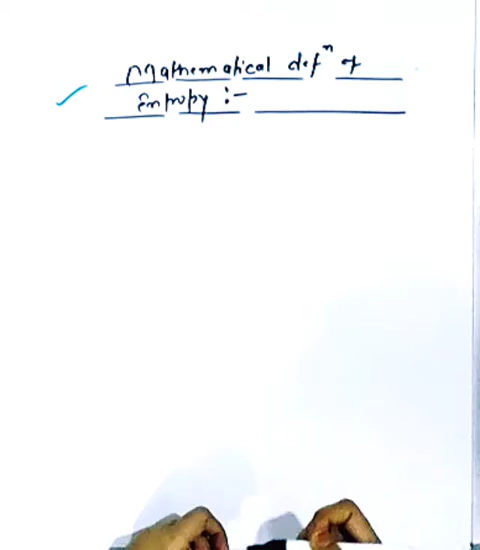 Mathematical defⁿ of
Entropy :-